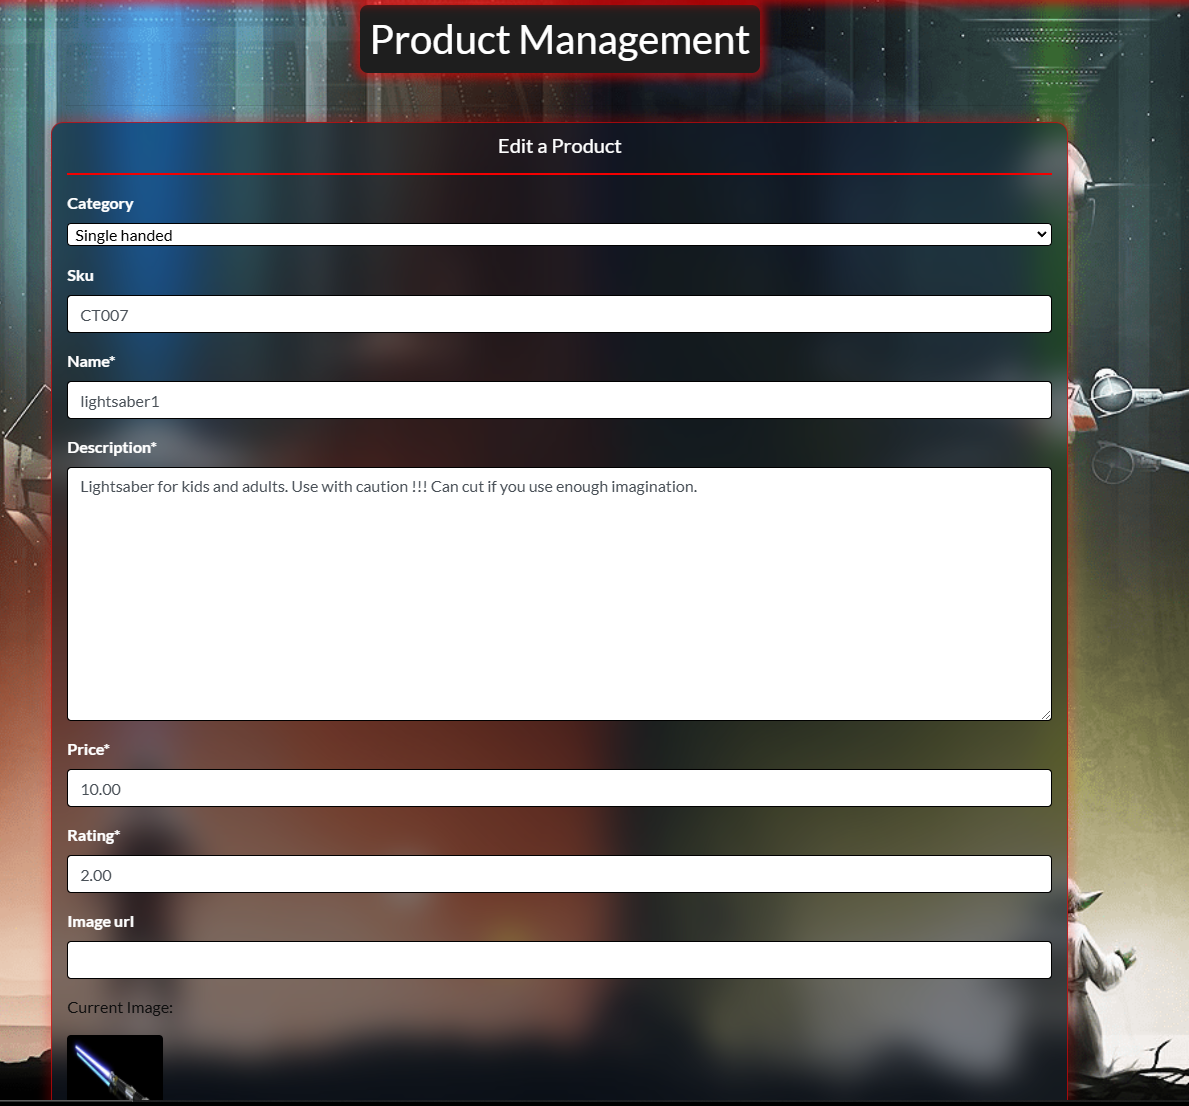 Product Management
Edit a Product
Category
Single handed
Sku
CT007
Name*
lightsaber1
Description*
Lightsaber for kids and adults. Use with caution !!! Can cut if you use enough imagination.
Price*
10.00
Rating*
2.00
Image url
Current Image: